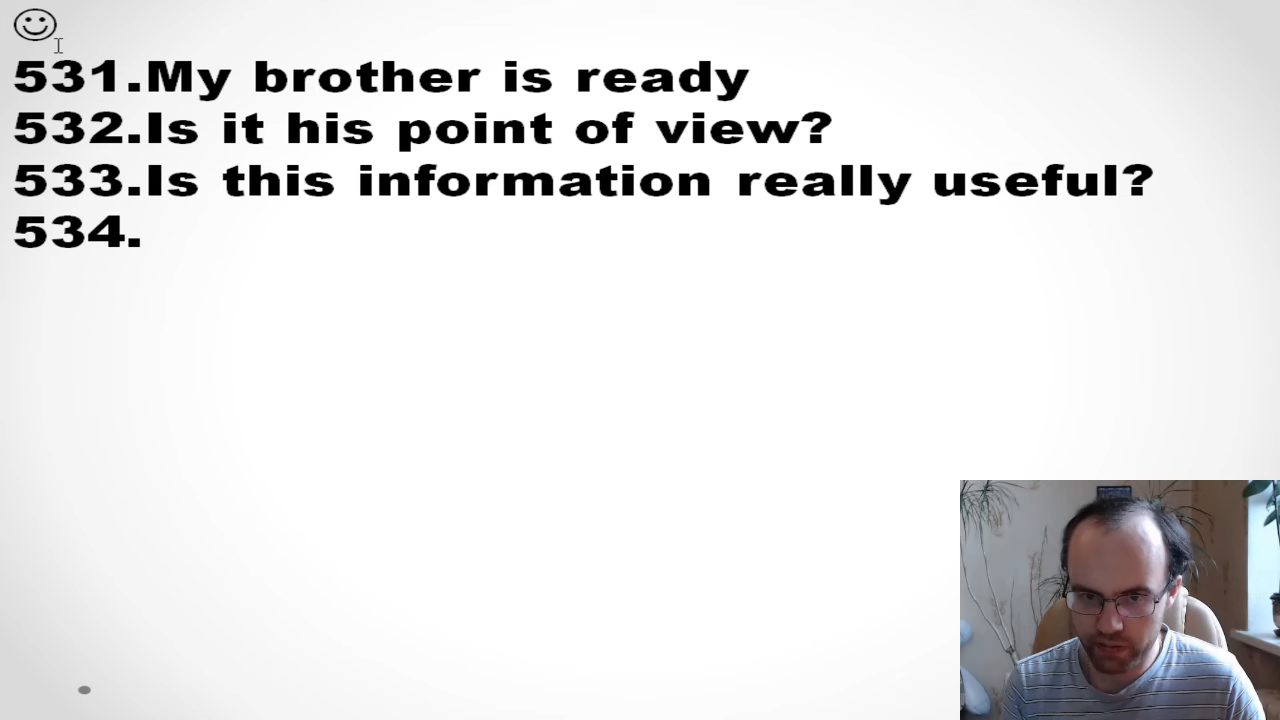 531.My brother is ready
532.Is it his point of view?
533.Is this information really useful?
534.